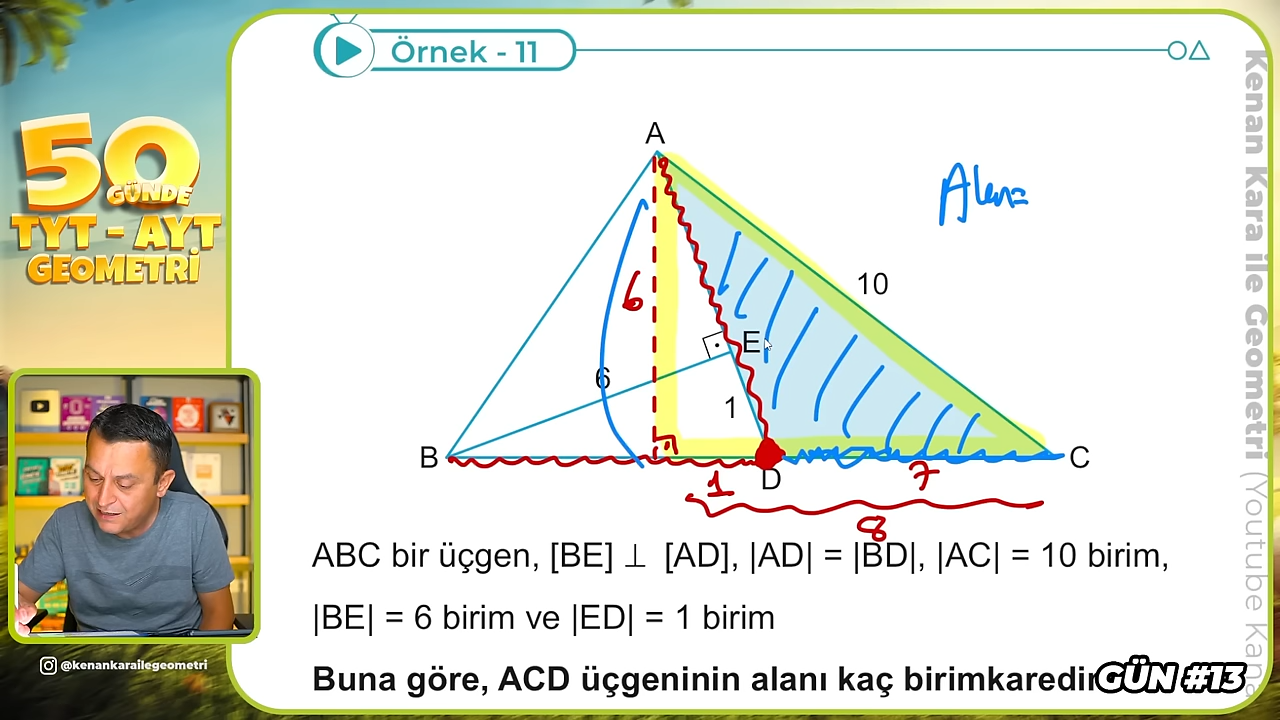 Örnek - 11
50
GÜNDE
TYT - AYT
GEOMETRİ
A
Alan=
10
6
E
6
1
B
D
C
1
7
8
ABC bir üçgen, [BE] ⊥ [AD], |AD| = |BD|, |AC| = 10 birim,
|BE| = 6 birim ve |ED| = 1 birim
Buna göre, ACD üçgeninin alanı kaç birimkaredir
GÜN #13
@kenankarailegeometri
Kenan Kara ile Geometri (Youtube Kana